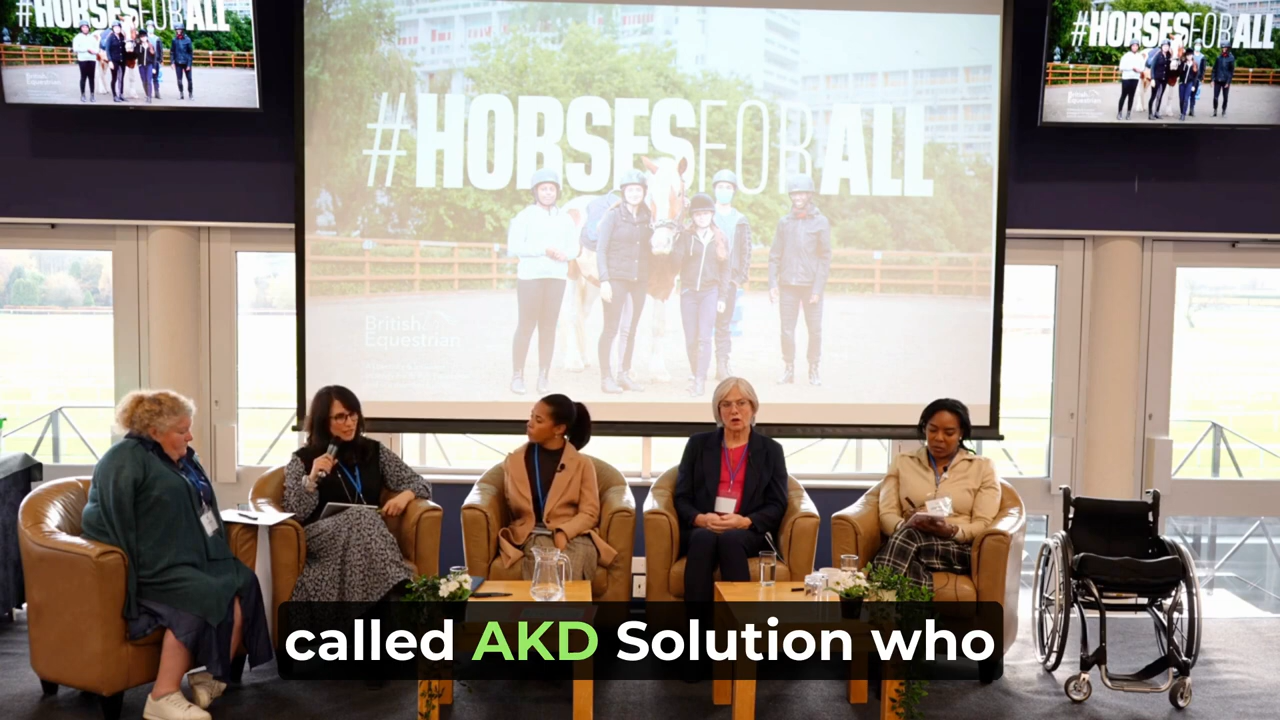 #HORSESFORALL
#HORSESFORALL
#HORSESFORALL
British
Equestrian
called AKD Solution who